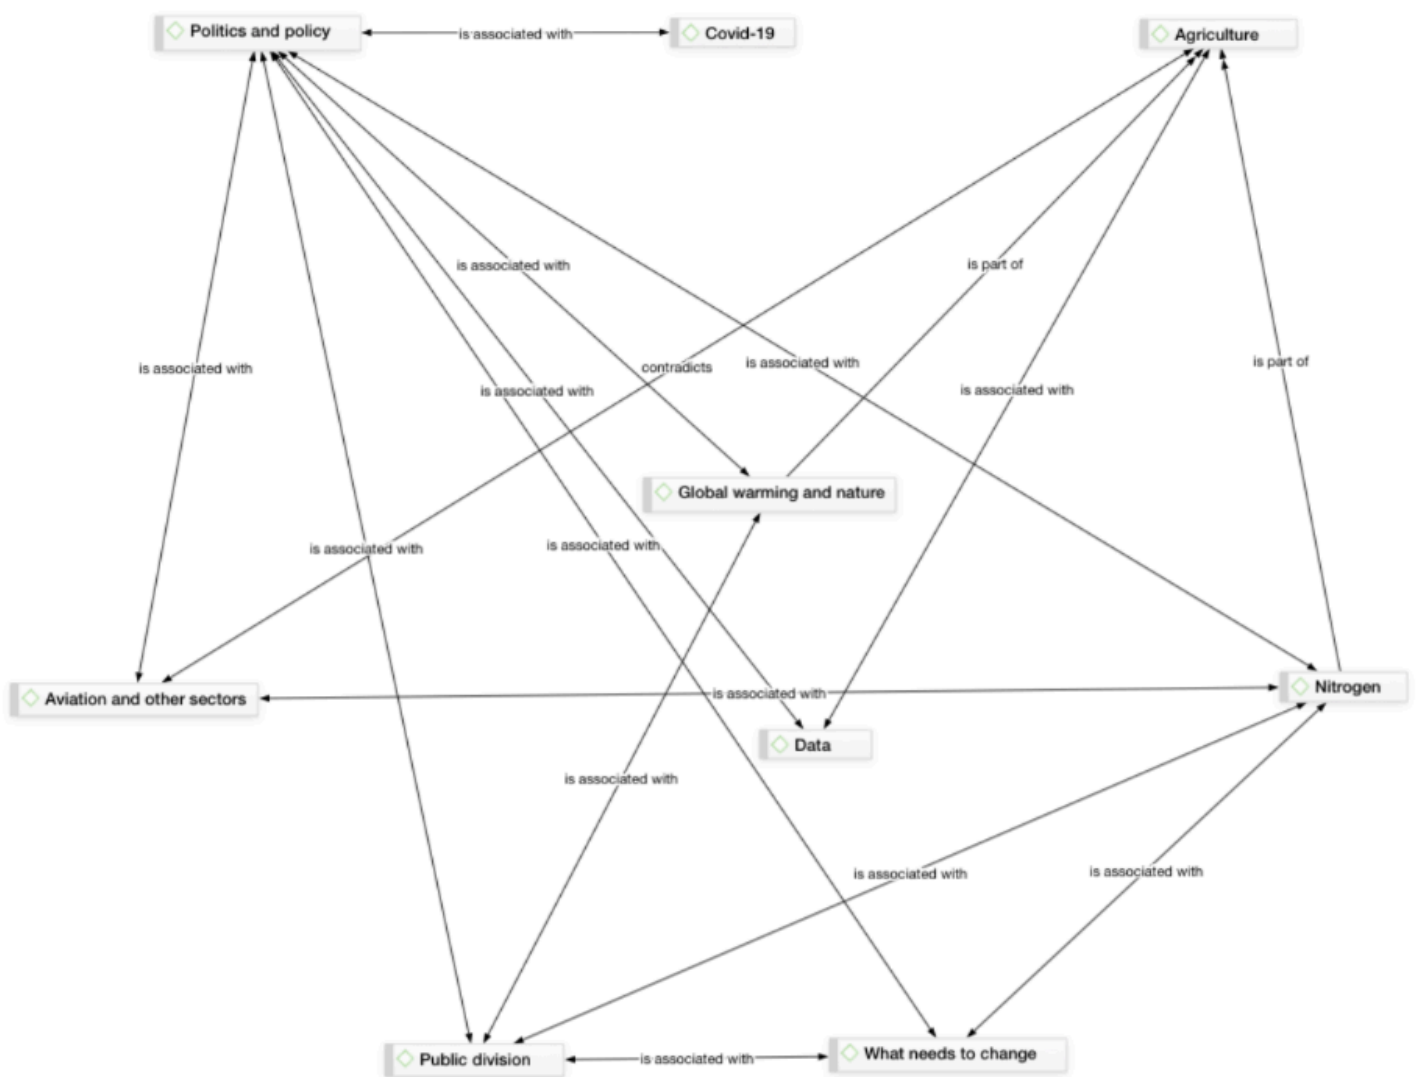 Politics and policy
is associated with
Covid-19
Agriculture
is associated with
is part of
is associated with
contradicts
is associated with
is part of
is associated with
is associated with
Global warming and nature
is associated with
is associated with
Aviation and other sectors
is associated with
Nitrogen
Data
is associated with
is associated with
is associated with
Public division
is associated with
What needs to change